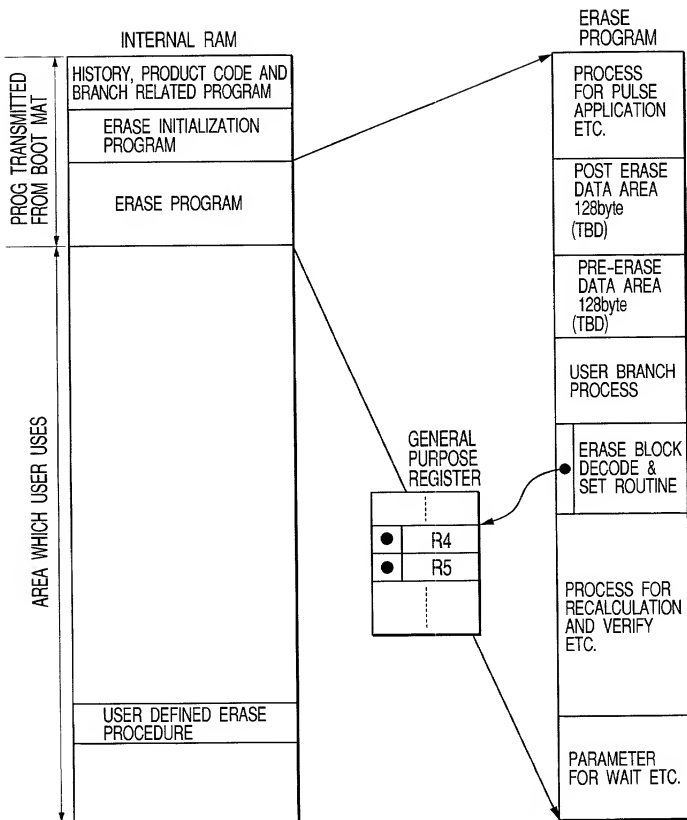 INTERNAL RAM
HISTORY, PRODUCT CODE AND
BRANCH RELATED PROGRAM
ERASE INITIALIZATION
PROGRAM
ERASE PROGRAM
USER DEFINED ERASE
PROCEDURE
PROG TRANSMITTED
FROM BOOT MAT
AREA WHICH USER USES
GENERAL
PURPOSE
REGISTER
R4
R5
ERASE
PROGRAM
PROCESS
FOR PULSE
APPLICATION
ETC.
POST ERASE
DATA AREA
128byte
(TBD)
PRE-ERASE
DATA AREA
128byte
(TBD)
USER BRANCH
PROCESS
ERASE BLOCK
DECODE &
SET ROUTINE
PROCESS FOR
RECALCULATION
AND VERIFY
ETC.
PARAMETER
FOR WAIT ETC.